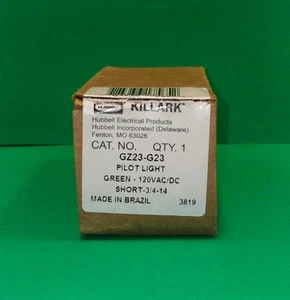 KILLARK®
Hubbell Electrical Products
Hubbell Incorporated (Delaware)
Fenton, MO 63026
CAT. NO. QTY. 1
GZ23-G23
PILOT LIGHT
GREEN - 120VAC/DC
SHORT-3/4-14
MADE IN BRAZIL 3819